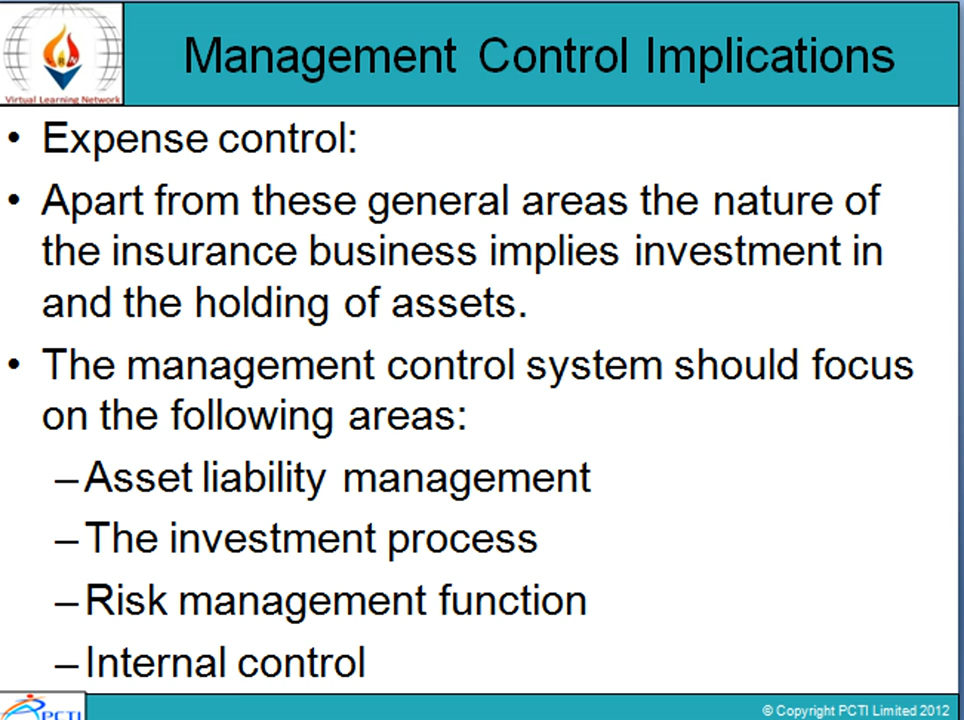 Management Control Implications
Virtual Learning Network
• Expense control:
• Apart from these general areas the nature of
the insurance business implies investment in
and the holding of assets.
• The management control system should focus
on the following areas:
– Asset liability management
– The investment process
– Risk management function
– Internal control
PCTI
© Copyright PCTI Limited 2012